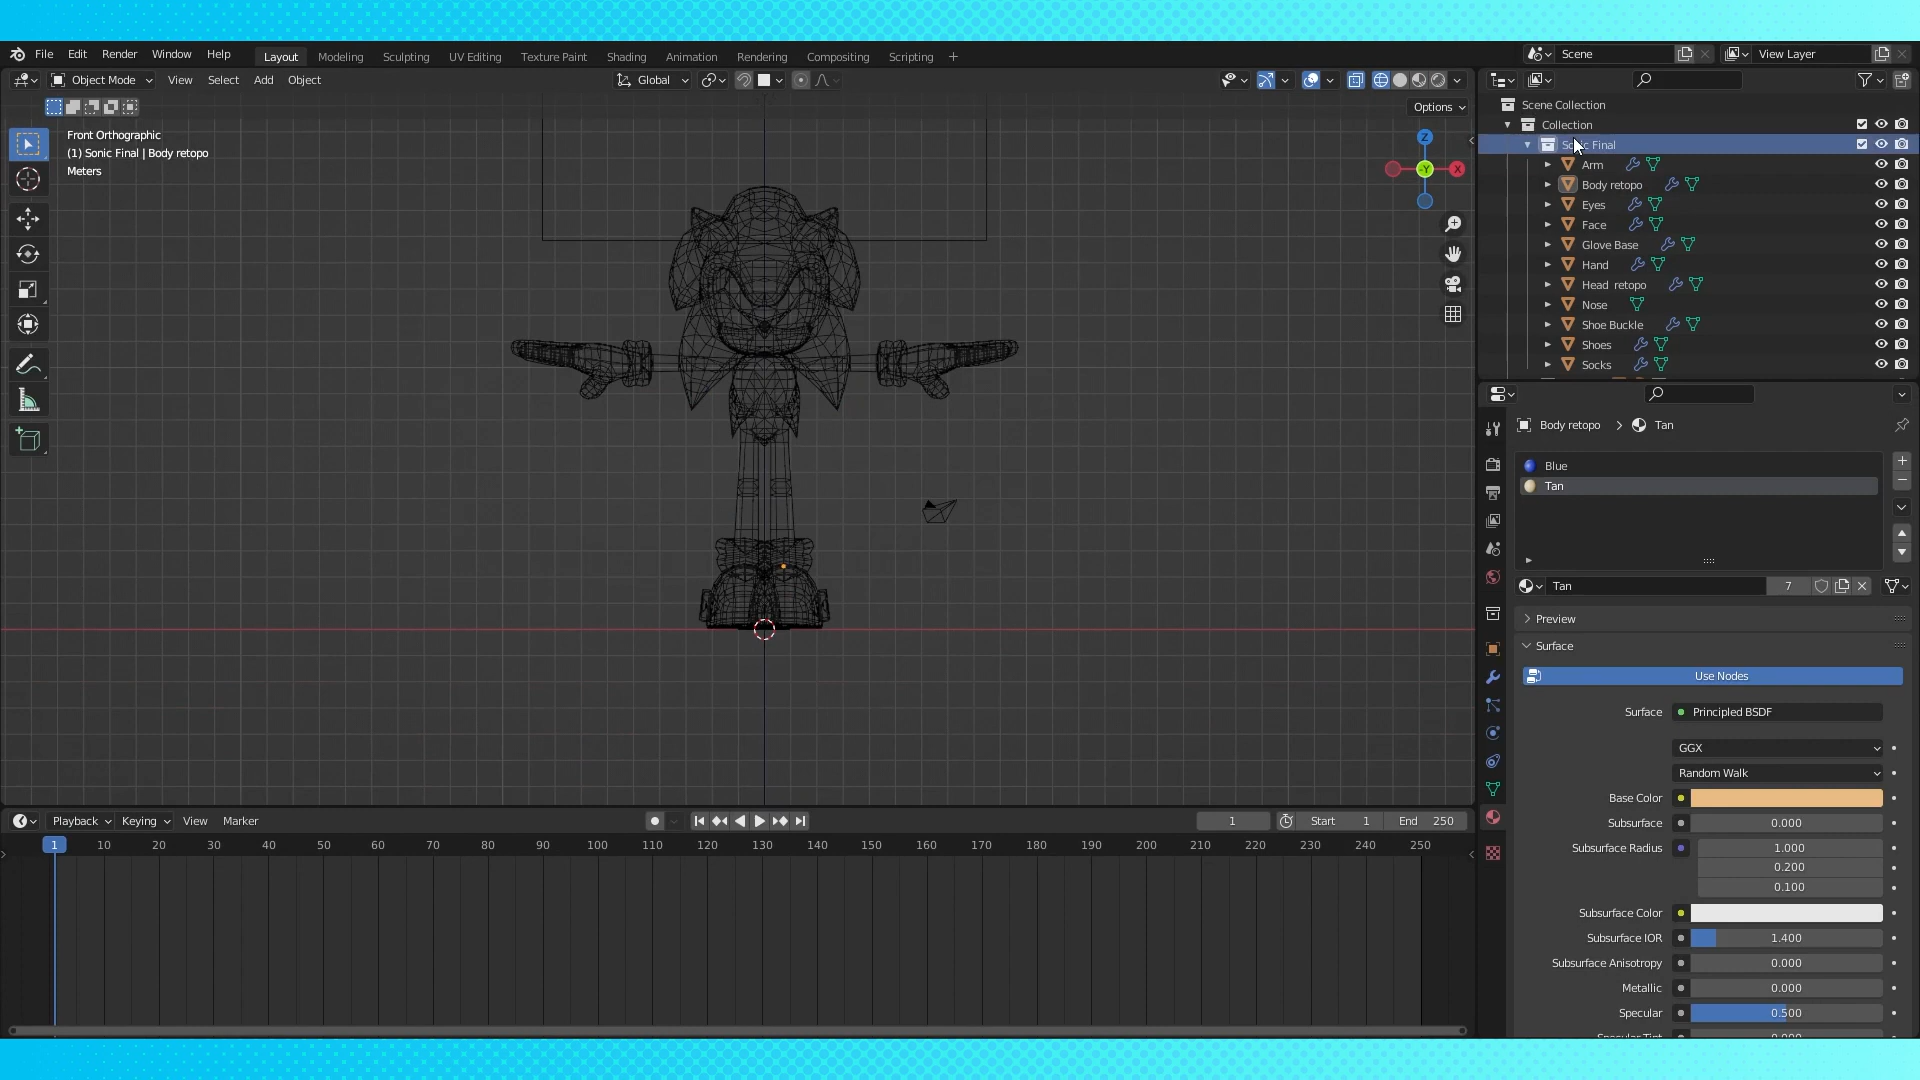 File Edit Render Window Help Layout Modeling Sculpting UV Editing Texture Paint Shading Animation Rendering Compositing Scripting + Scene View Layer
Object Mode View Select Add Object Global
Options
Front Orthographic
(1) Sonic Final | Body retopo
Meters
Z
-Y
X
Scene Collection
Collection
Sonic Final
Arm
Body retopo
Eyes
Face
Glove Base
Hand
Head retopo
Nose
Shoe Buckle
Shoes
Socks
Body retopo > Tan
Blue
Tan
Tan 7
Preview
Surface
Use Nodes
Surface Principled BSDF
GGX
Random Walk
Base Color
Subsurface 0.000
Subsurface Radius 1.000
0.200
0.100
Subsurface Color
Subsurface IOR 1.400
Subsurface Anisotropy 0.000
Metallic 0.000
Specular 0.500
Playback Keying View Marker 1 Start 1 End 250
1 10 20 30 40 50 60 70 80 90 100 110 120 130 140 150 160 170 180 190 200 210 220 230 240 250